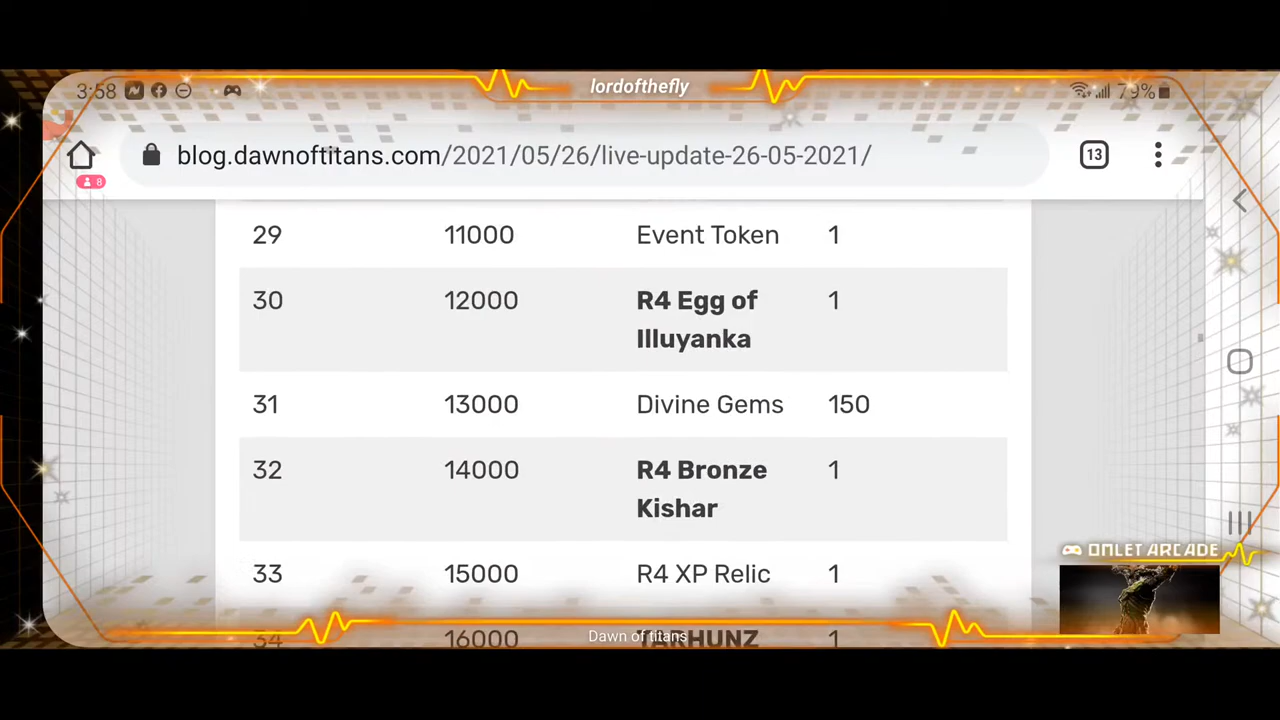 lordofthefly
3:58
79%
blog.dawnoftitans.com/2021/05/26/live-update-26-05-2021/
13
8
29 11000 Event Token 1
30 12000 R4 Egg of 1
Illuyanka
31 13000 Divine Gems 150
32 14000 R4 Bronze 1
Kishar
33 15000 R4 XP Relic 1
OMLET ARCADE
34 16000 TARHUNZ 1
Dawn of titans